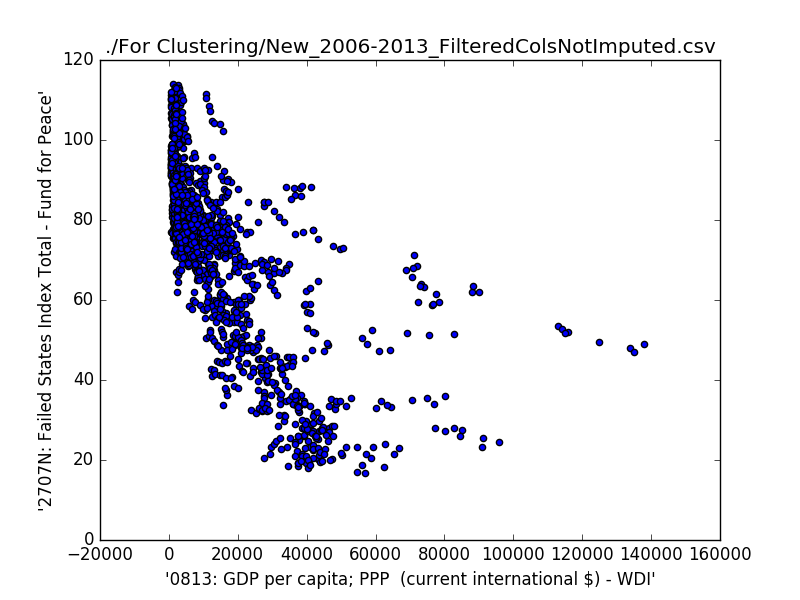 ./For Clustering/New_2006-2013_FilteredColsNotImputed.csv
120
100
80
60
40
20
0
'2707N: Failed States Index Total - Fund for Peace'
−20000 0 20000 40000 60000 80000 100000 120000 140000 160000
'0813: GDP per capita; PPP  (current international $) - WDI'